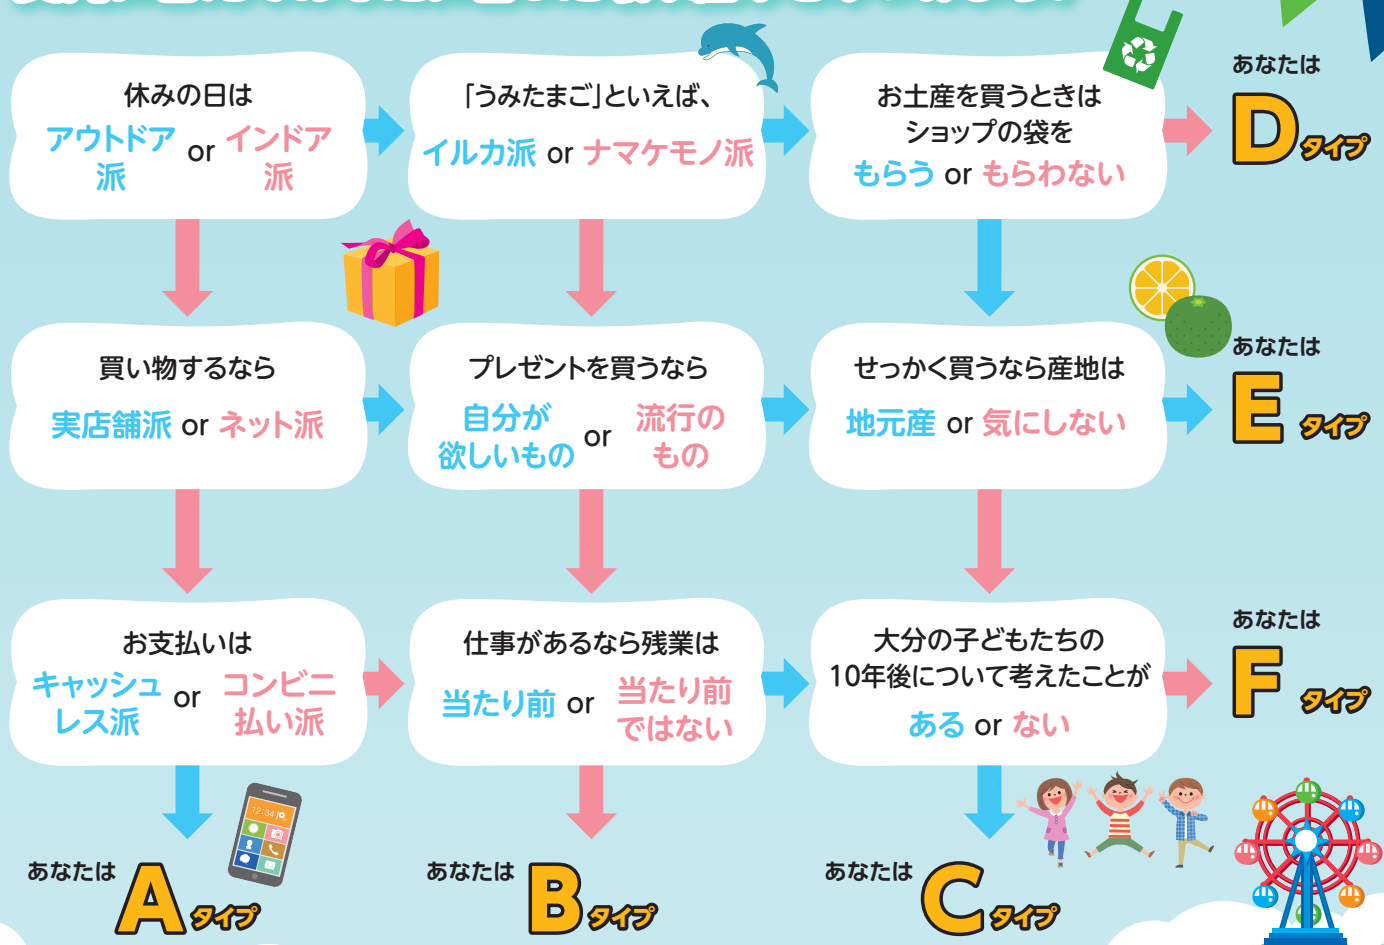 休みの日は
アウトドア派 or インドア派
「うみたまご」といえば、
イルカ派 or ナマケモノ派
お土産を買うときは
ショップの袋を
もらう or もらわない
あなたは
Dタイプ
買い物するなら
実店舗派 or ネット派
プレゼントを買うなら
自分が欲しいもの or 流行のもの
せっかく買うなら産地は
地元産 or 気にしない
あなたは
Eタイプ
お支払いは
キャッシュレス派 or コンビニ払い派
仕事があるなら残業は
当たり前 or 当たり前ではない
大分の子どもたちの
10年後について考えたことが
ある or ない
あなたは
Fタイプ
12:34
あなたは
Aタイプ
あなたは
Bタイプ
あなたは
Cタイプ